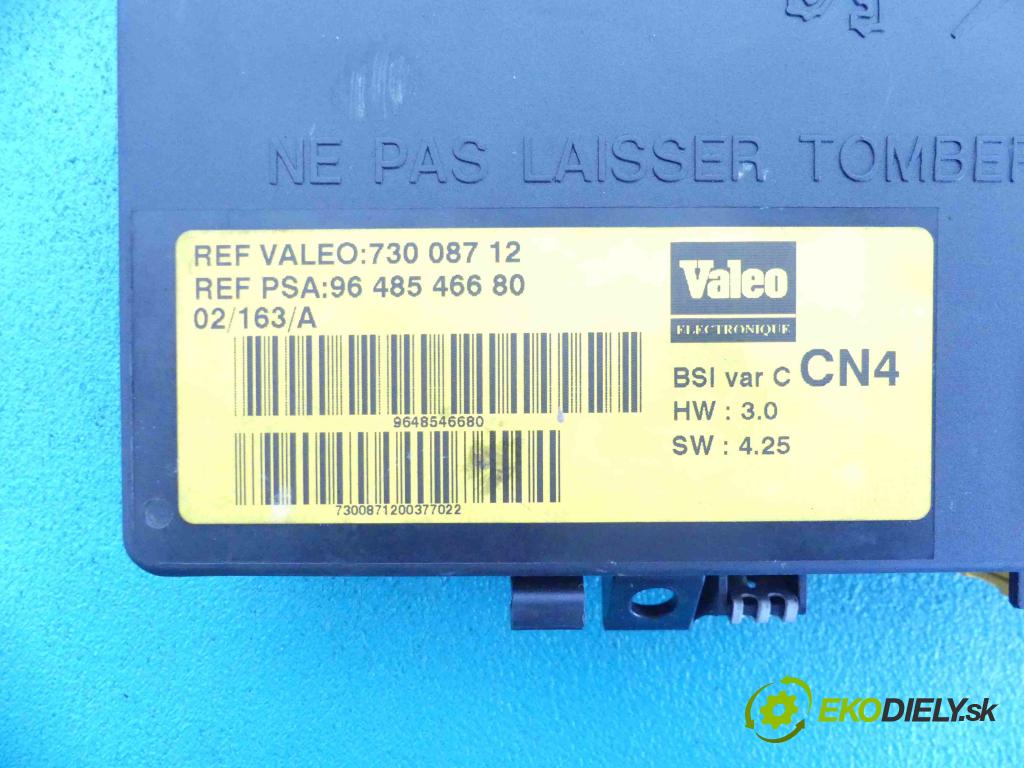 NE PAS LAISSER TOMBER
REF VALEO:730 087 12
REF PSA:96 485 466 80
02/163/A
9648546680
7300871200377022
Valeo
ELECTRONIQUE
BSI var C CN4
HW : 3.0
SW : 4.25
EKODIELY.sk